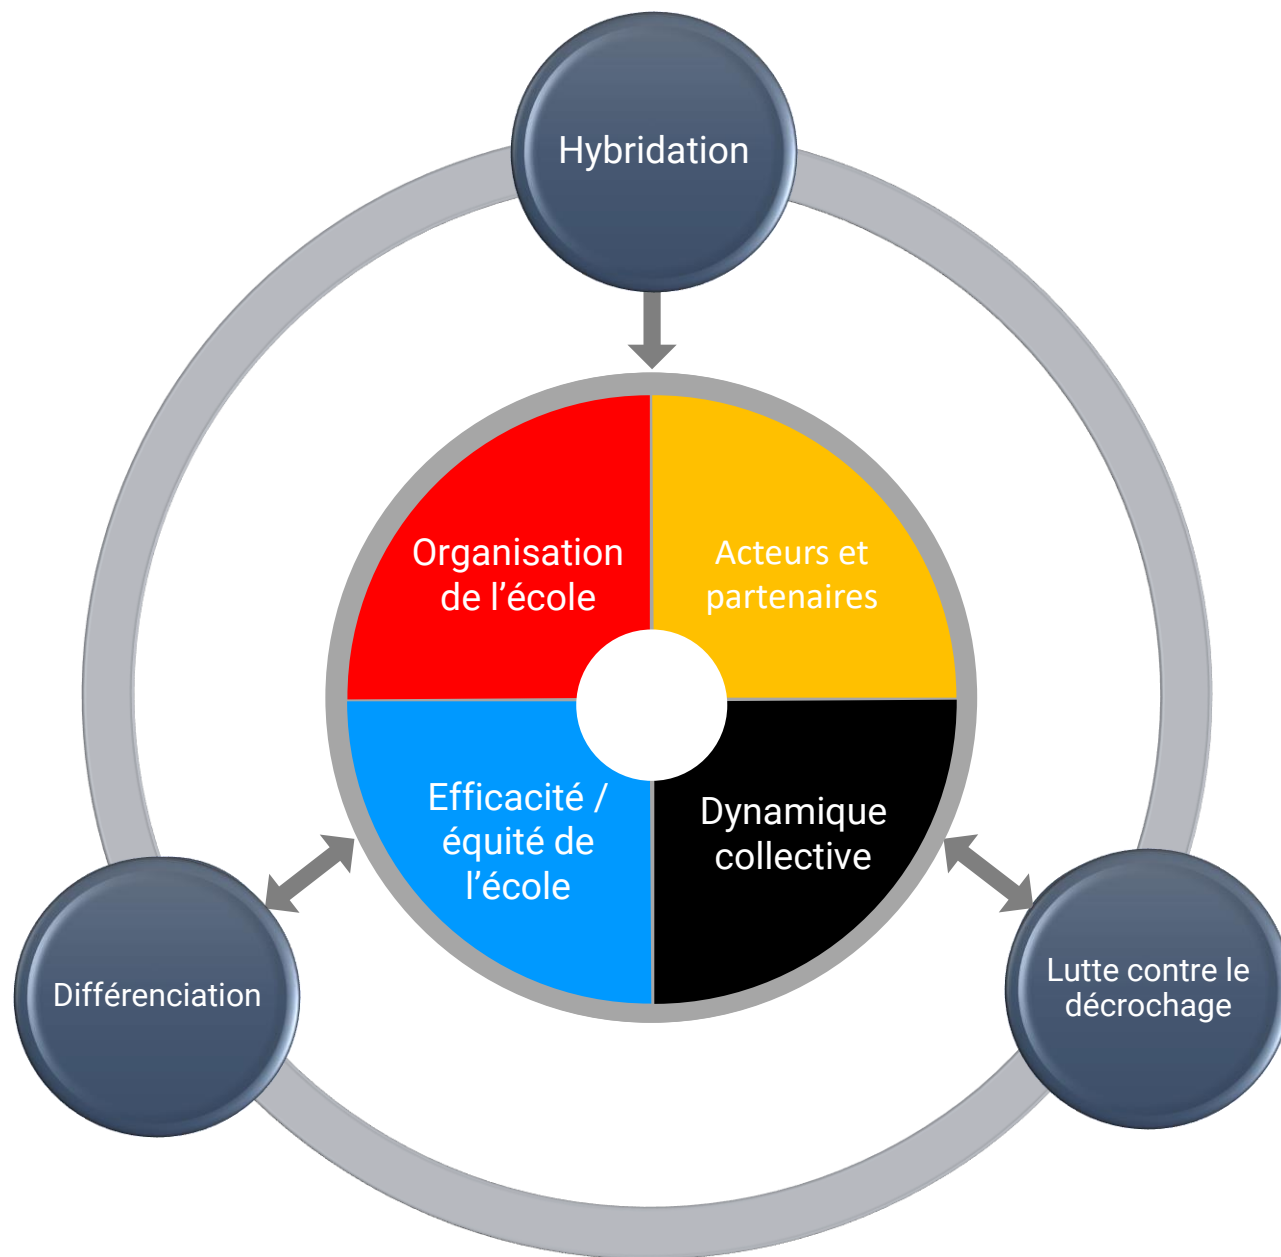 Hybridation
Organisation
de l’école
Acteurs et
partenaires
Efficacité /
équité de
l’école
Dynamique
collective
Différenciation
Lutte contre le
décrochage